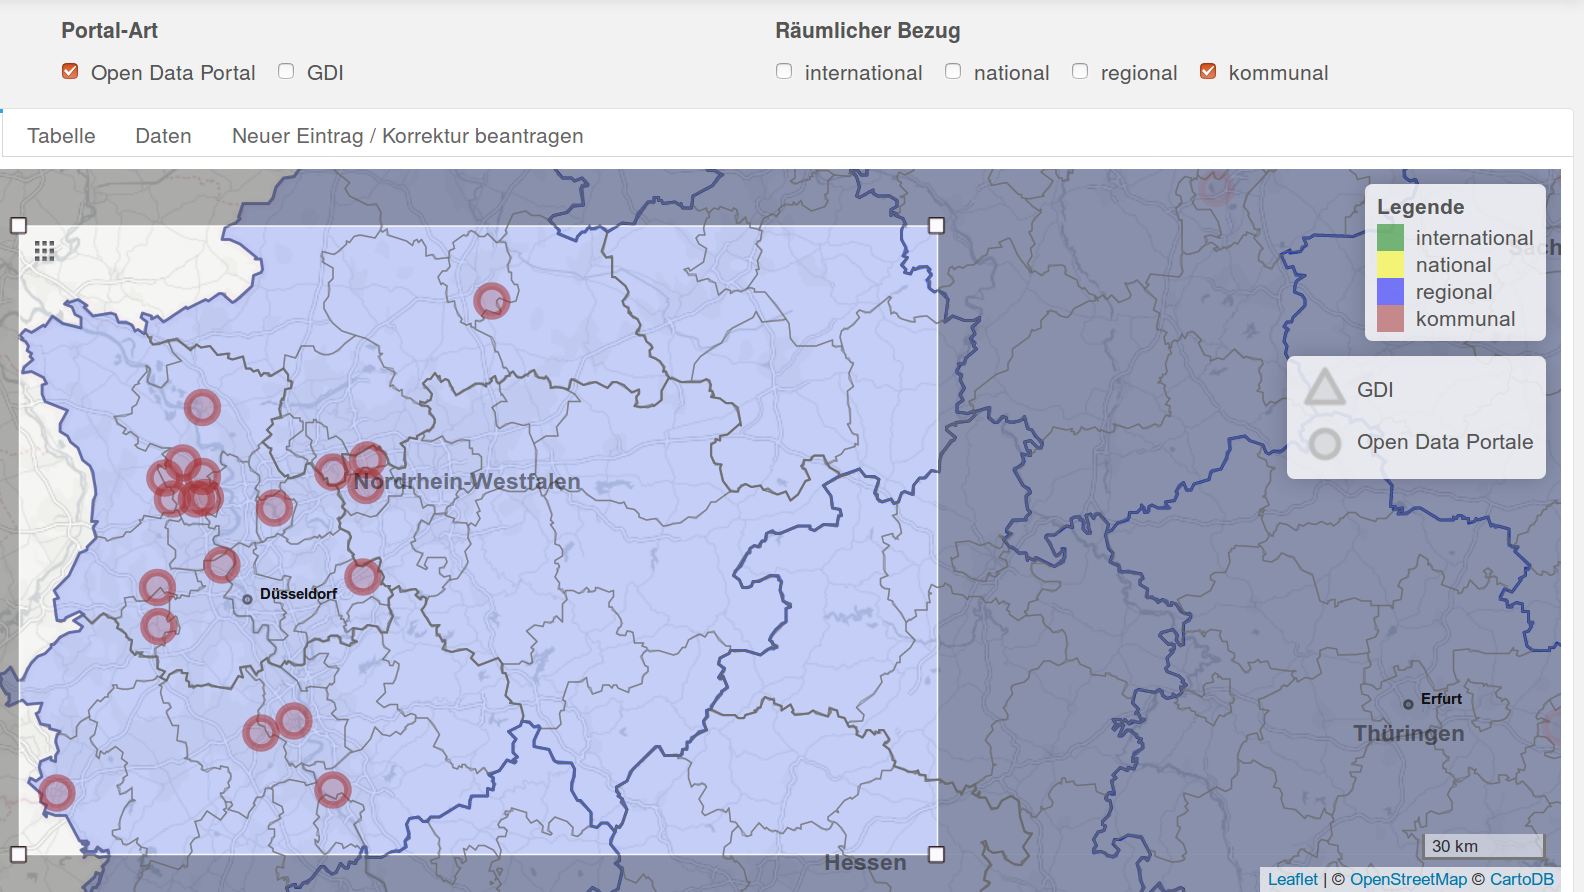 Portal-Art
Räumlicher Bezug
Open Data Portal GDI
international national regional kommunal
Tabelle Daten Neuer Eintrag / Korrektur beantragen
Legende
international
national
regional
kommunal
GDI
Open Data Portale
Nordrhein-Westfalen
Düsseldorf
Erfurt
Thüringen
Hessen
30 km
Leaflet | © OpenStreetMap © CartoDB